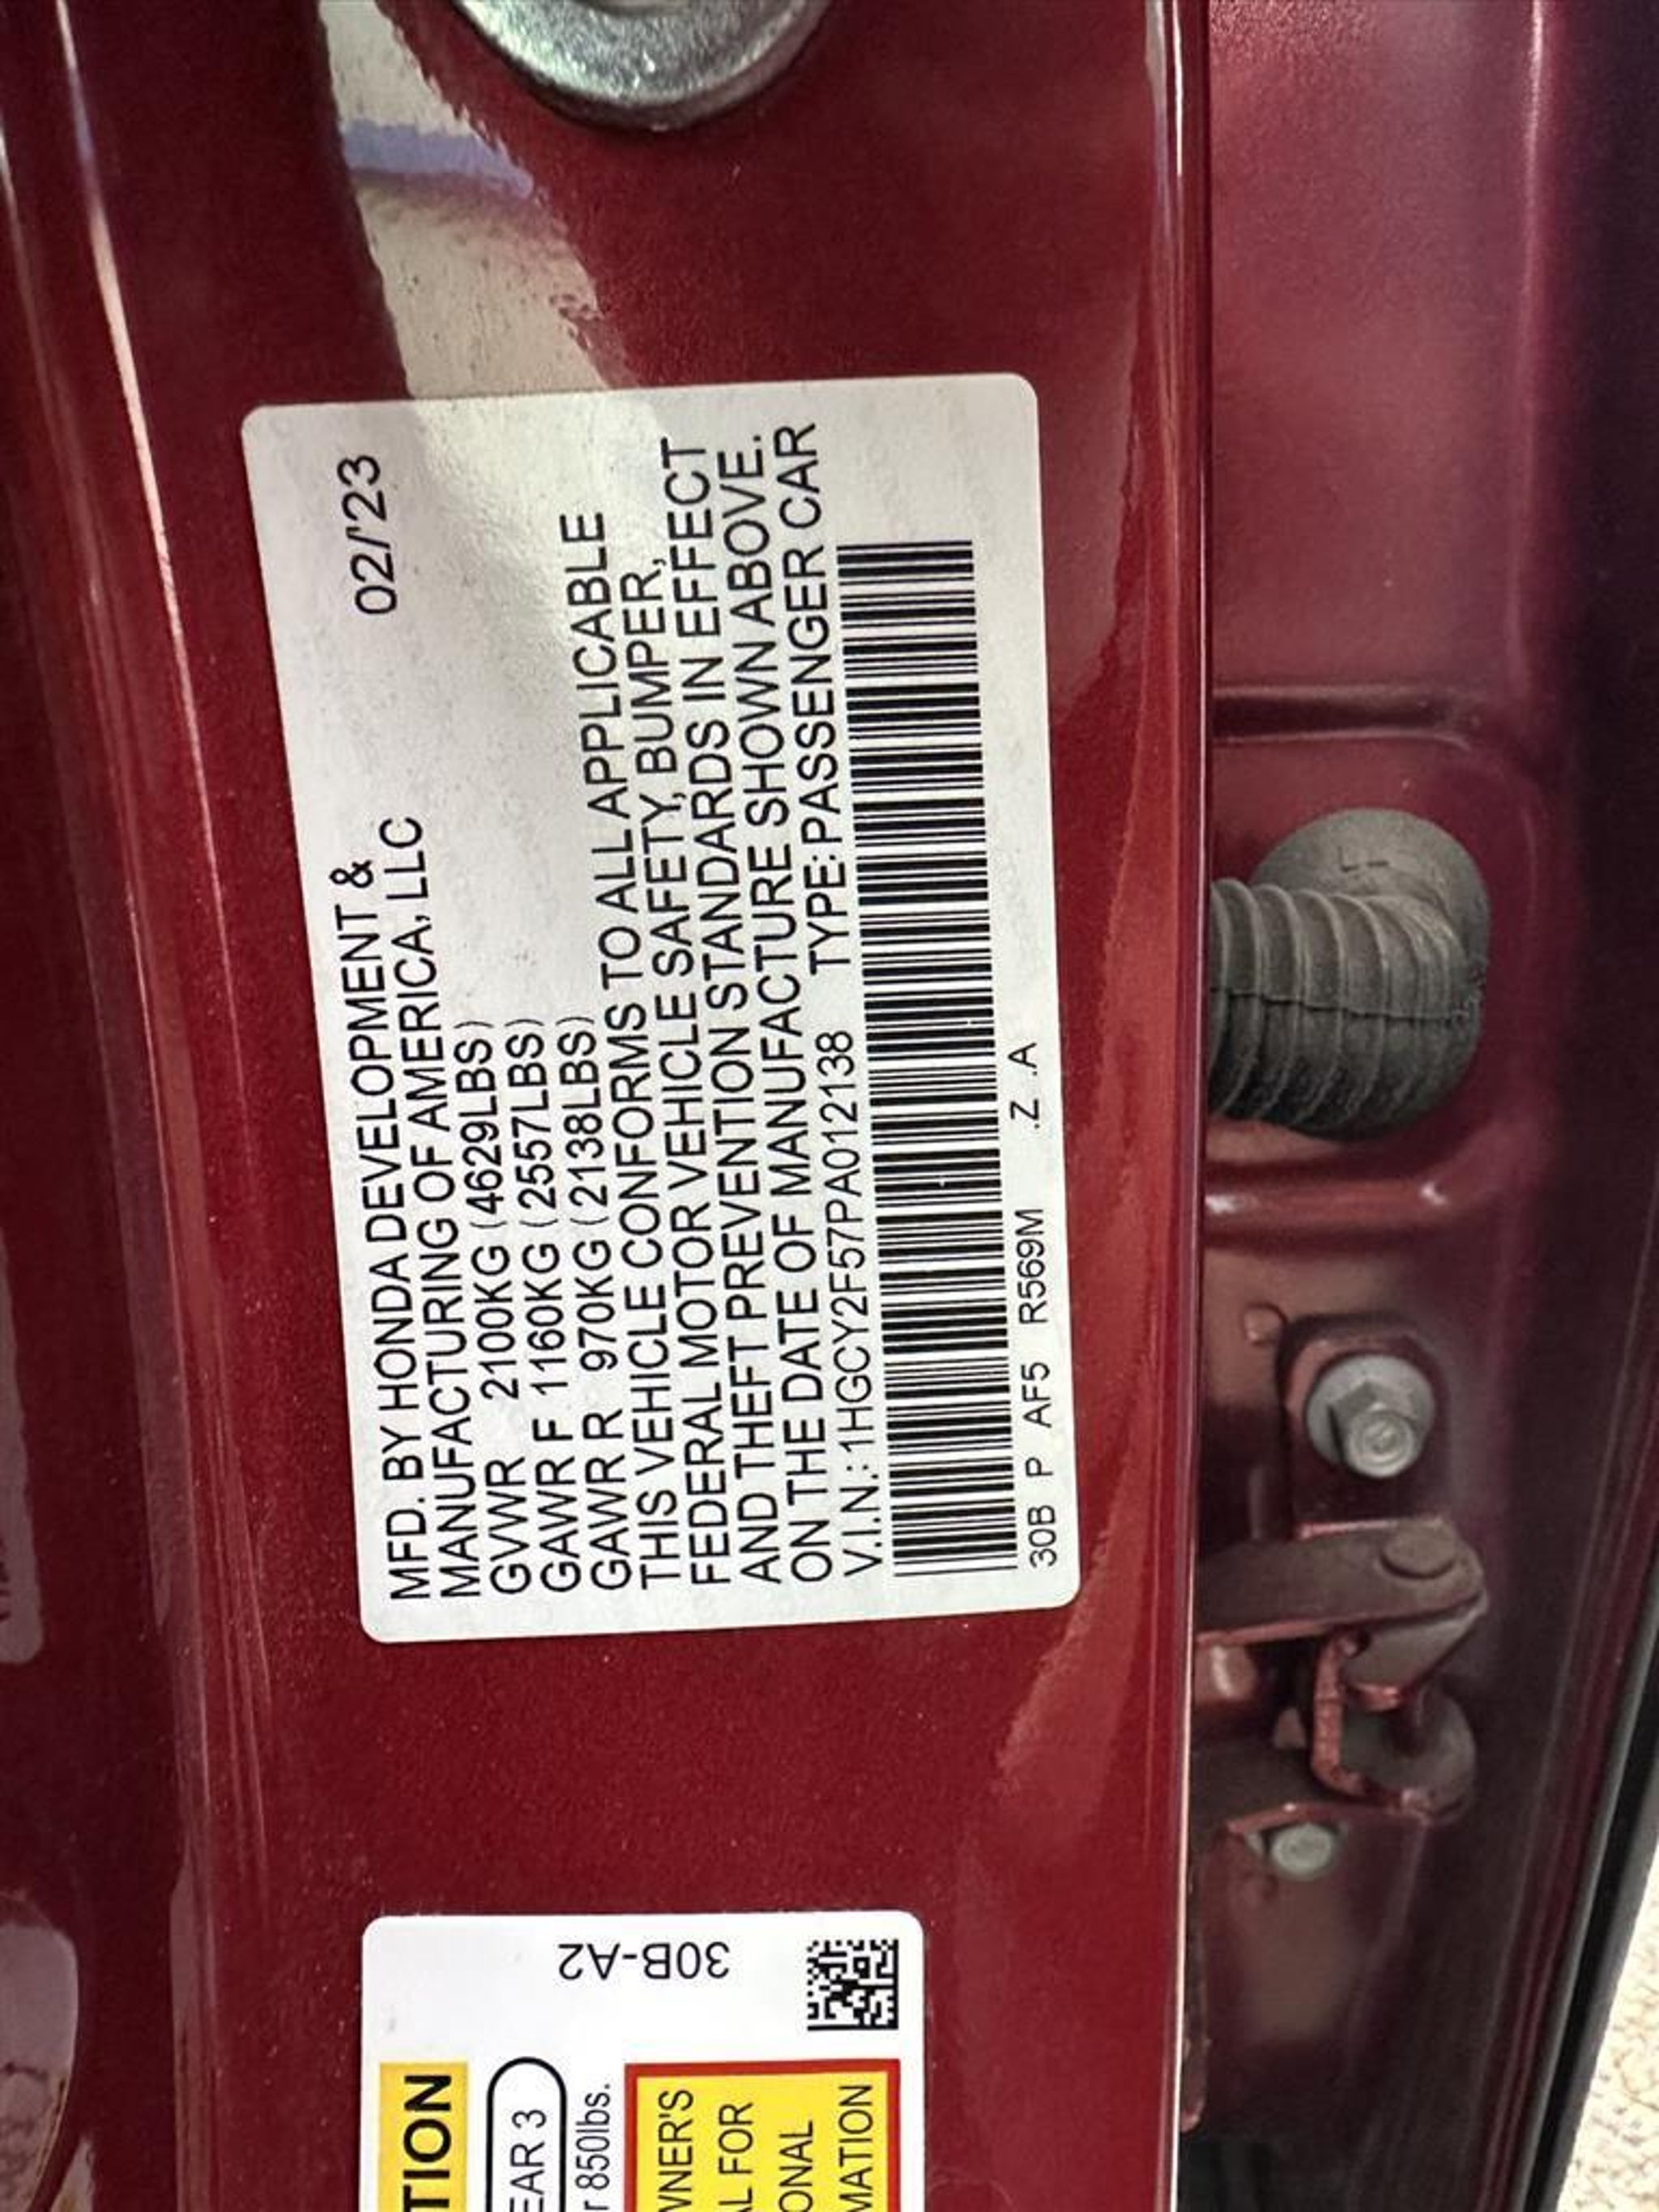 MFD. BY HONDA DEVELOPMENT & 02/'23
MANUFACTURING OF AMERICA, LLC
GVWR 2100KG (4629LBS)
GAWR F 1160KG (2557LBS)
GAWR R 970KG (2138LBS)
THIS VEHICLE CONFORMS TO ALL APPLICABLE
FEDERAL MOTOR VEHICLE SAFETY, BUMPER,
AND THEFT PREVENTION STANDARDS IN EFFECT
ON THE DATE OF MANUFACTURE SHOWN ABOVE.
V.I.N.: 1HGCY2F57PA012138 TYPE: PASSENGER CAR
30B P AF5 R569M .Z .A
30B-A2
TION
EAR 3
r 850lbs.
WNER'S
AL FOR
ONAL
MATION